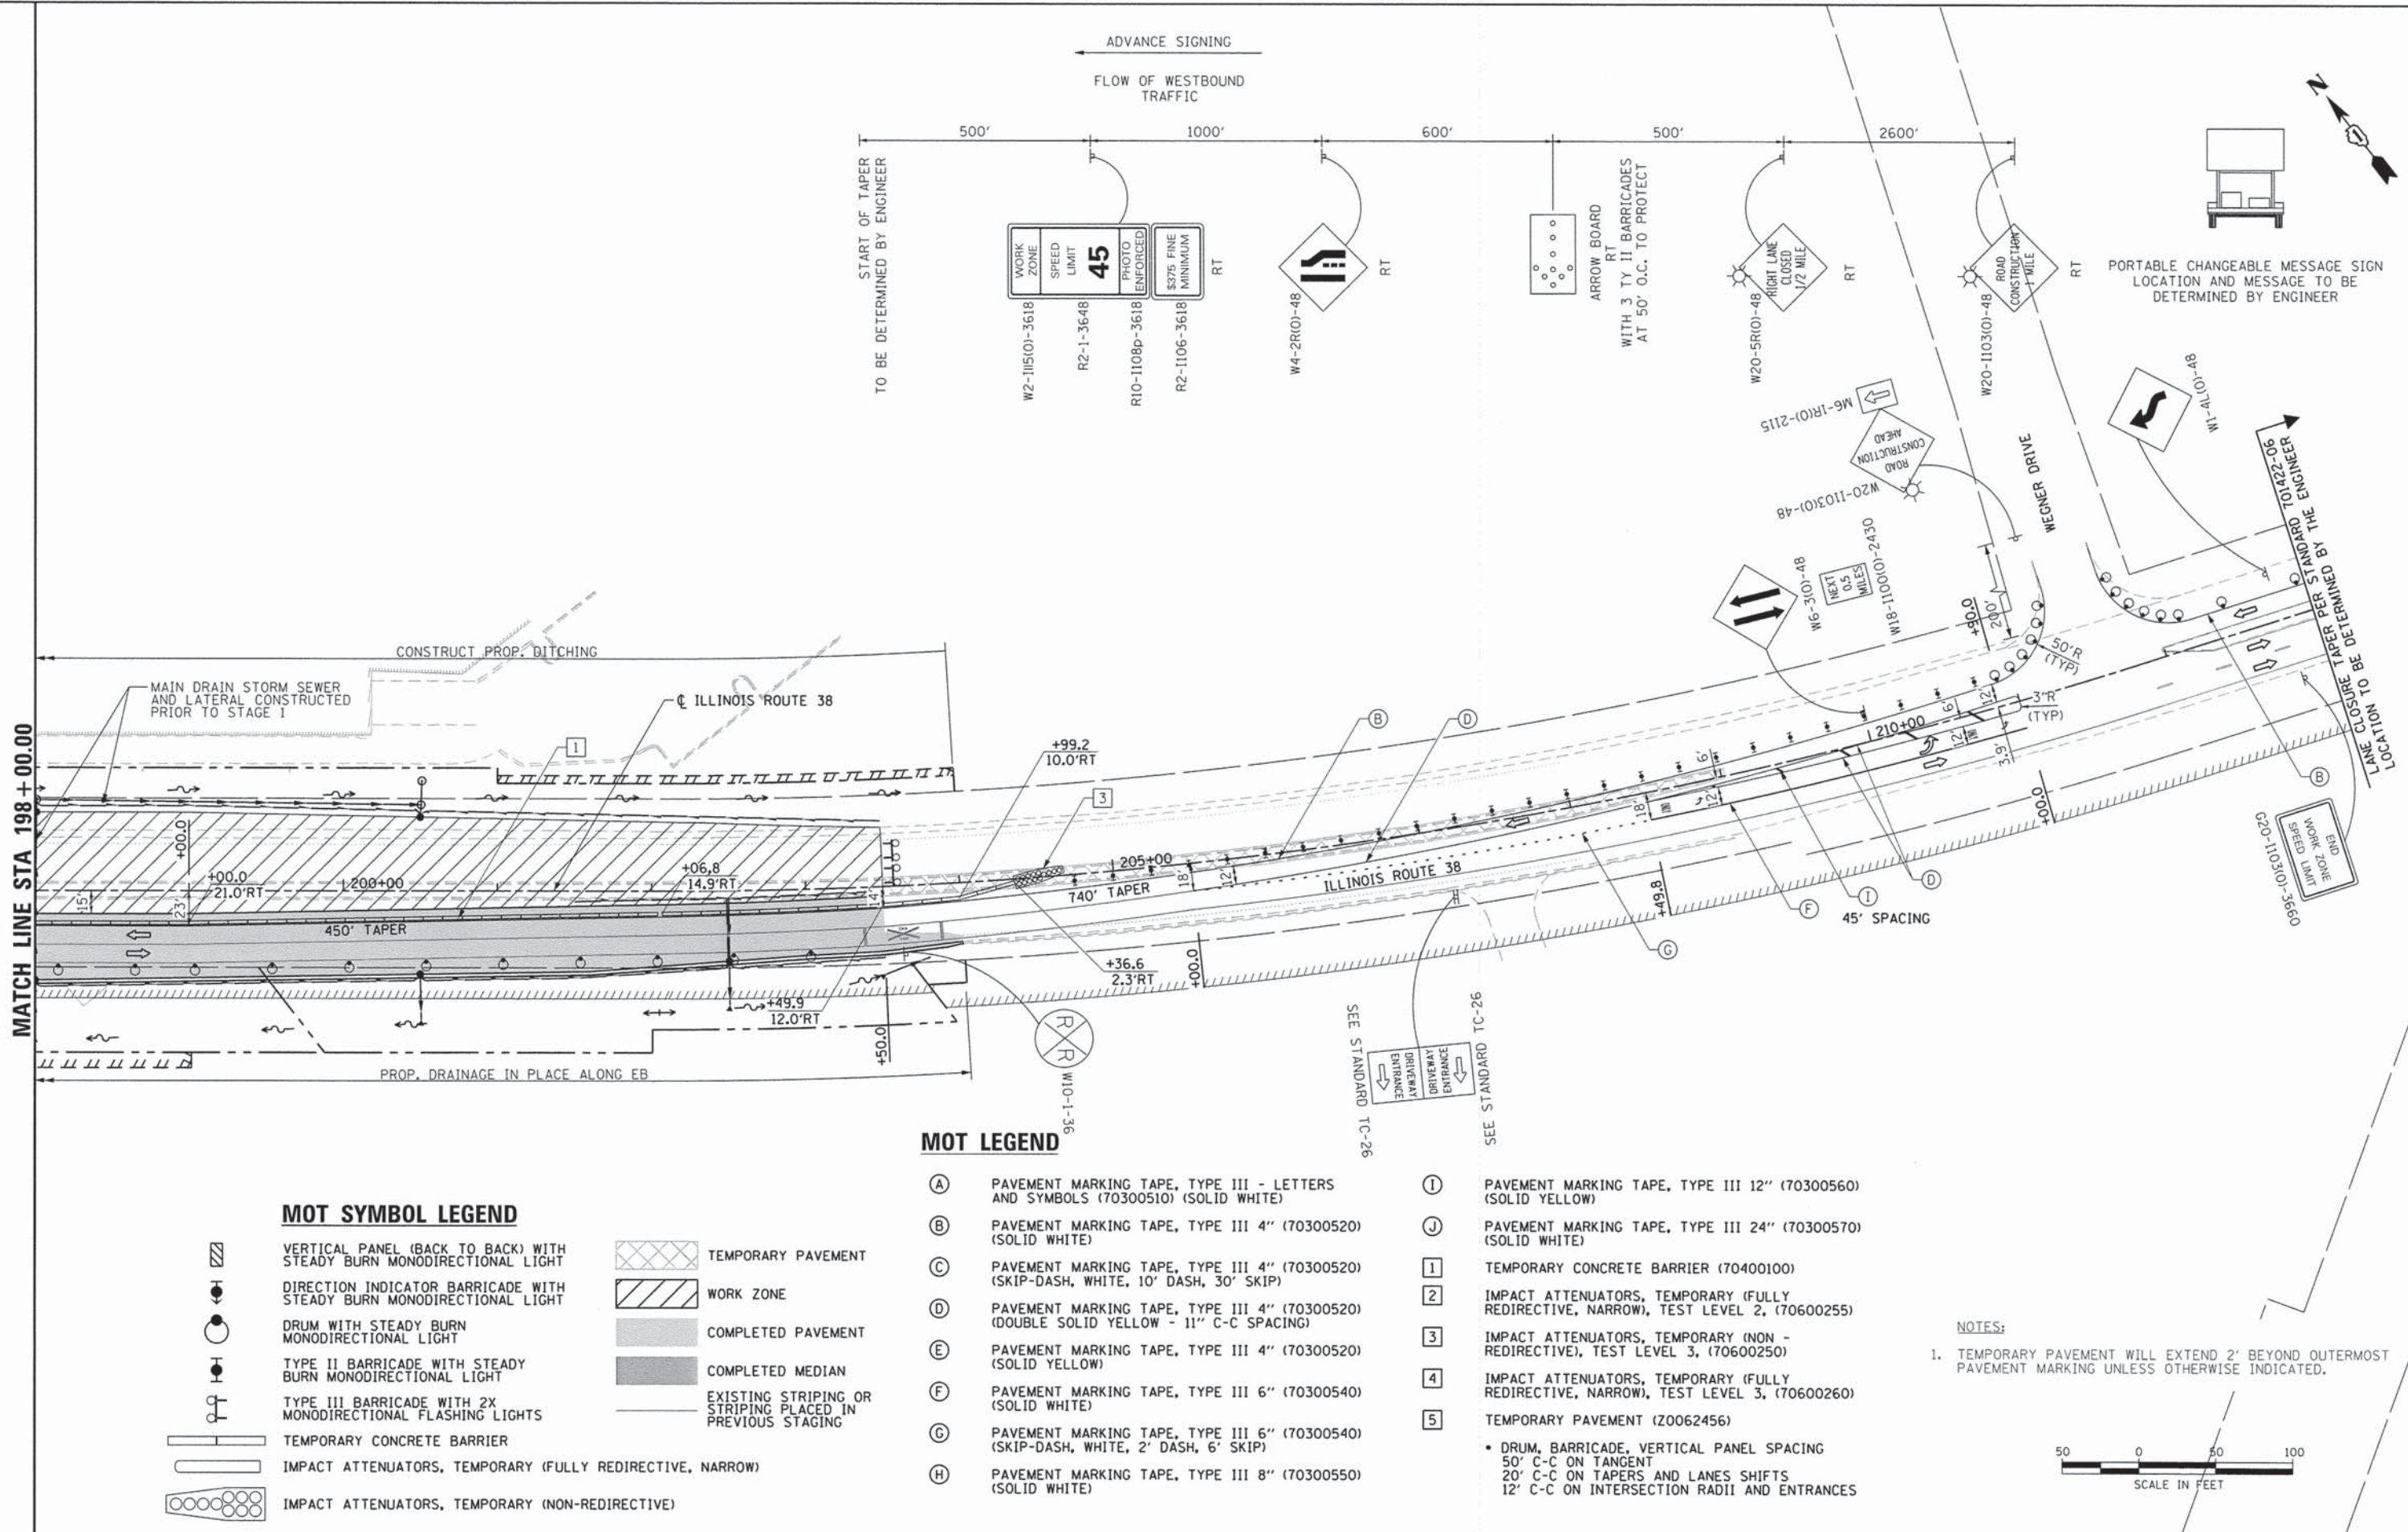 ADVANCE SIGNING
FLOW OF WESTBOUND
TRAFFIC
500'
1000'
600'
500'
2600'
START OF TAPER
TO BE DETERMINED BY ENGINEER
WORK
ZONE
SPEED
LIMIT
45
PHOTO
ENFORCED
$375 FINE
MINIMUM
RT
W2-I115(O)-3618
R2-1-3648
R10-I108p-3618
R2-I106-3618
RT
W4-2R(O)-48
ARROW BOARD
RT
WITH 3 TY II BARRICADES
AT 50' O.C. TO PROTECT
RIGHT LANE
CLOSED
1/2 MILE
RT
W20-5R(O)-48
ROAD
CONSTRUCTION
1 MILE
RT
W20-I103(O)-48
N
PORTABLE CHANGEABLE MESSAGE SIGN
LOCATION AND MESSAGE TO BE
DETERMINED BY ENGINEER
M6-1R(O)-2115
ROAD
CONSTRUCTION
AHEAD
W20-I103(O)-48
WEGNER DRIVE
W1-4L(O)-48
LANE CLOSURE TAPER PER STANDARD 701422-06
LOCATION TO BE DETERMINED BY THE ENGINEER
W6-3(O)-48
NEXT
0.5
MILES
W18-I100(O)-2430
+90.0
200'
50'R
(TYP)
3'R
(TYP)
12'
6'
210+00
12'
3.9'
+00.0
B
END
WORK ZONE
SPEED LIMIT
G20-I103(O)-3660
MATCH LINE STA 198+00.00
CONSTRUCT PROP. DITCHING
MAIN DRAIN STORM SEWER
AND LATERAL CONSTRUCTED
PRIOR TO STAGE 1
1
℄ ILLINOIS ROUTE 38
+99.2
10.0'RT
3
B
D
+00.0
+00.0
21.0'RT
200+00
+06.8
14.9'RT
15'
23'
450' TAPER
14'
205+00
740' TAPER
18'
12'
ILLINOIS ROUTE 38
6'
18'
12'
D
I
45' SPACING
F
+49.8
G
+36.6
2.3'RT
+00.0
+49.9
12.0'RT
+50.0
PROP. DRAINAGE IN PLACE ALONG EB
R R
W10-1-36
SEE STANDARD TC-26
DRIVEWAY
ENTRANCE
DRIVEWAY
ENTRANCE
SEE STANDARD TC-26
MOT SYMBOL LEGEND
VERTICAL PANEL (BACK TO BACK) WITH
STEADY BURN MONODIRECTIONAL LIGHT
DIRECTION INDICATOR BARRICADE WITH
STEADY BURN MONODIRECTIONAL LIGHT
DRUM WITH STEADY BURN
MONODIRECTIONAL LIGHT
TYPE II BARRICADE WITH STEADY
BURN MONODIRECTIONAL LIGHT
TYPE III BARRICADE WITH 2X
MONODIRECTIONAL FLASHING LIGHTS
TEMPORARY CONCRETE BARRIER
IMPACT ATTENUATORS, TEMPORARY (FULLY REDIRECTIVE, NARROW)
IMPACT ATTENUATORS, TEMPORARY (NON-REDIRECTIVE)
TEMPORARY PAVEMENT
WORK ZONE
COMPLETED PAVEMENT
COMPLETED MEDIAN
EXISTING STRIPING OR
STRIPING PLACED IN
PREVIOUS STAGING
MOT LEGEND
A PAVEMENT MARKING TAPE, TYPE III - LETTERS
AND SYMBOLS (70300510) (SOLID WHITE)
B PAVEMENT MARKING TAPE, TYPE III 4" (70300520)
(SOLID WHITE)
C PAVEMENT MARKING TAPE, TYPE III 4" (70300520)
(SKIP-DASH, WHITE, 10' DASH, 30' SKIP)
D PAVEMENT MARKING TAPE, TYPE III 4" (70300520)
(DOUBLE SOLID YELLOW - 11" C-C SPACING)
E PAVEMENT MARKING TAPE, TYPE III 4" (70300520)
(SOLID YELLOW)
F PAVEMENT MARKING TAPE, TYPE III 6" (70300540)
(SOLID WHITE)
G PAVEMENT MARKING TAPE, TYPE III 6" (70300540)
(SKIP-DASH, WHITE, 2' DASH, 6' SKIP)
H PAVEMENT MARKING TAPE, TYPE III 8" (70300550)
(SOLID WHITE)
I PAVEMENT MARKING TAPE, TYPE III 12" (70300560)
(SOLID YELLOW)
J PAVEMENT MARKING TAPE, TYPE III 24" (70300570)
(SOLID WHITE)
1 TEMPORARY CONCRETE BARRIER (70400100)
2 IMPACT ATTENUATORS, TEMPORARY (FULLY
REDIRECTIVE, NARROW), TEST LEVEL 2, (70600255)
3 IMPACT ATTENUATORS, TEMPORARY (NON -
REDIRECTIVE), TEST LEVEL 3, (70600250)
4 IMPACT ATTENUATORS, TEMPORARY (FULLY
REDIRECTIVE, NARROW), TEST LEVEL 3, (70600260)
5 TEMPORARY PAVEMENT (Z0062456)
• DRUM, BARRICADE, VERTICAL PANEL SPACING
50' C-C ON TANGENT
20' C-C ON TAPERS AND LANES SHIFTS
12' C-C ON INTERSECTION RADII AND ENTRANCES
NOTES:
1. TEMPORARY PAVEMENT WILL EXTEND 2' BEYOND OUTERMOST
PAVEMENT MARKING UNLESS OTHERWISE INDICATED.
50 0 50 100
SCALE IN FEET